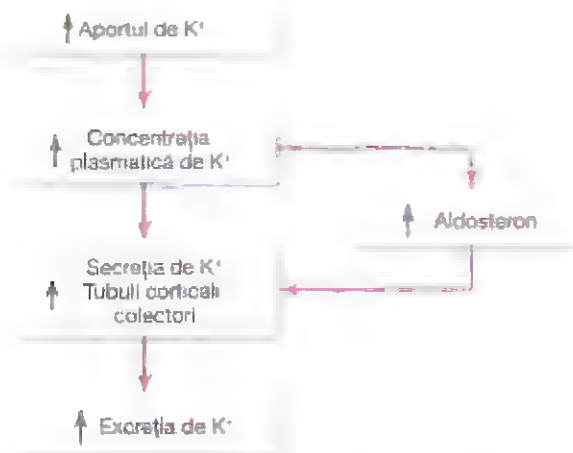 Aportul de K⁺
Concentrația
plasmatică de K⁺
Aldosteron
Secreția de K⁺
Tubuli corticali
colectori
Excreția de K⁺